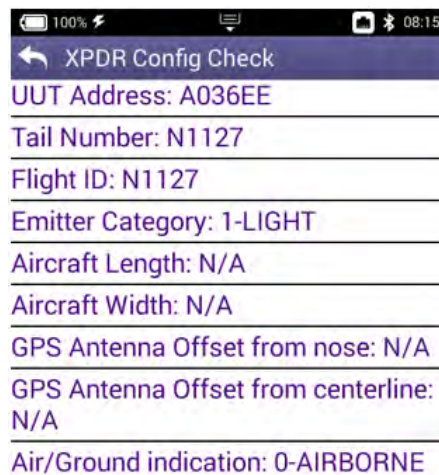 100% 08:15
XPDR Config Check
UUT Address: A036EE
Tail Number: N1127
Flight ID: N1127
Emitter Category: 1-LIGHT
Aircraft Length: N/A
Aircraft Width: N/A
GPS Antenna Offset from nose: N/A
GPS Antenna Offset from centerline:
N/A
Air/Ground indication: 0-AIRBORNE